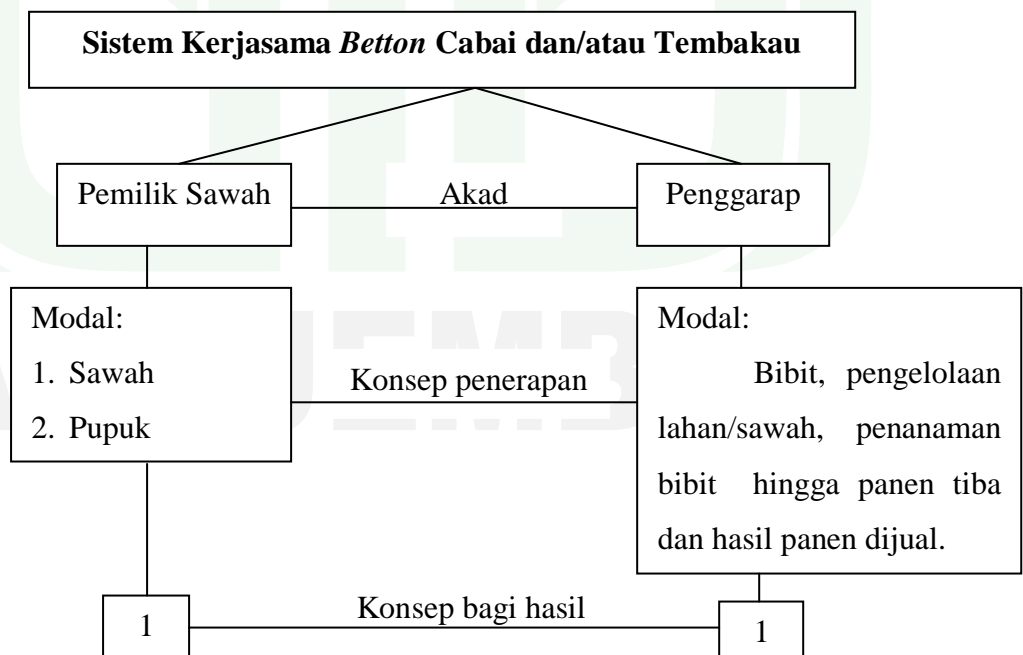 Sistem Kerjasama Betton Cabai dan/atau Tembakau
Pemilik Sawah
Akad
Penggarap
Modal:
1. Sawah
2. Pupuk
Konsep penerapan
Modal:
Bibit, pengelolaan
lahan/sawah, penanaman
bibit hingga panen tiba
dan hasil panen dijual.
1
Konsep bagi hasil
1